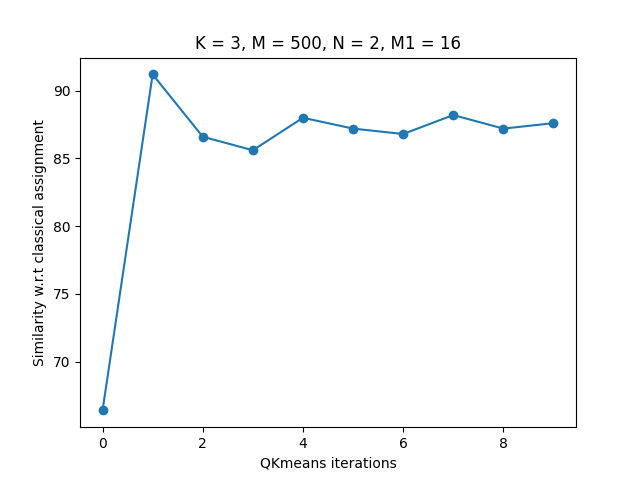 K = 3, M = 500, N = 2, M1 = 16
90
85
80
75
70
Similarity w.r.t classical assignment
0 2 4 6 8
QKmeans iterations